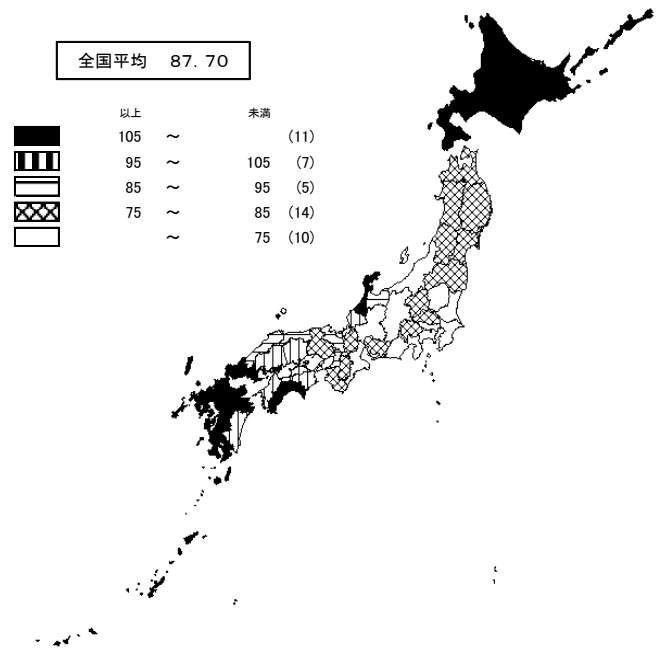 全国平均　87.70
以上　未満
105　～　(11)
95　～　105　(7)
85　～　95　(5)
75　～　85　(14)
～　75　(10)